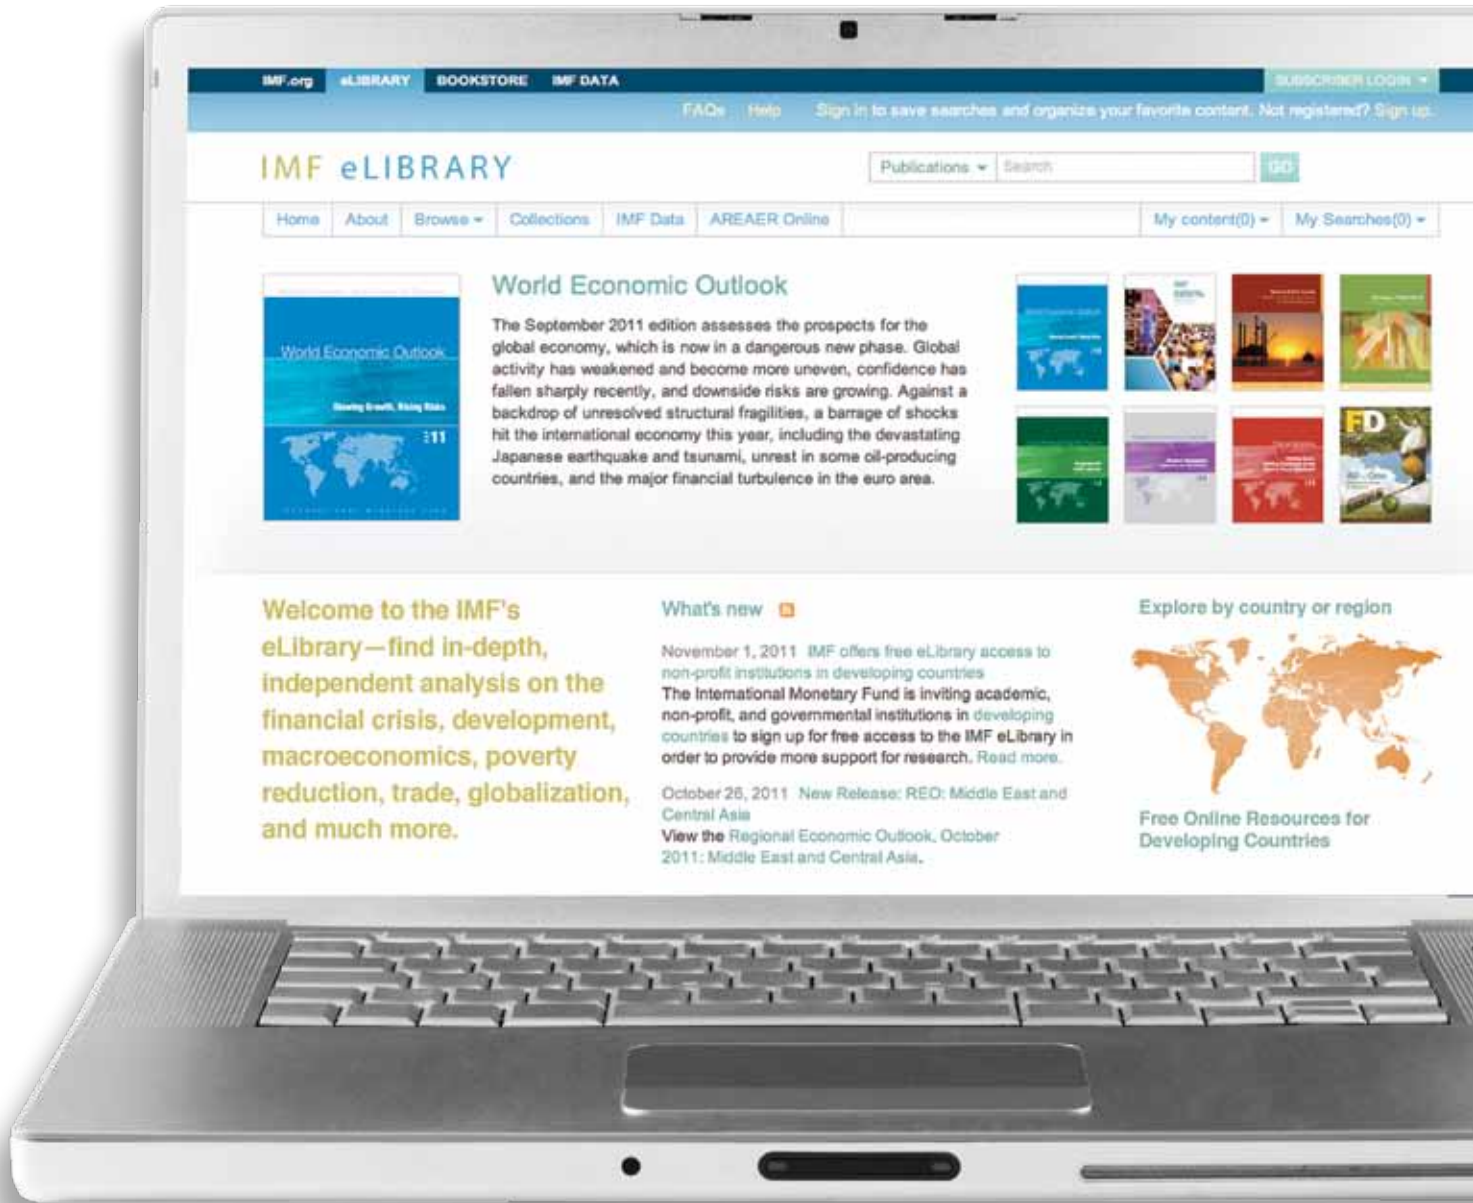 IMF.org eLIBRARY BOOKSTORE IMF DATA SUBSCRIBER LOGIN
FAQs Help Sign in to save searches and organize your favorite content. Not registered? Sign up.
IMF eLIBRARY
Publications Search GO
Home About Browse Collections IMF Data AREAER Online My content(0) My Searches(0)
World Economic Outlook
Slowing Growth, Rising Risks
11
World Economic Outlook
The September 2011 edition assesses the prospects for the
global economy, which is now in a dangerous new phase. Global
activity has weakened and become more uneven, confidence has
fallen sharply recently, and downside risks are growing. Against a
backdrop of unresolved structural fragilities, a barrage of shocks
hit the international economy this year, including the devastating
Japanese earthquake and tsunami, unrest in some oil-producing
countries, and the major financial turbulence in the euro area.
FD
Welcome to the IMF's
eLibrary—find in-depth,
independent analysis on the
financial crisis, development,
macroeconomics, poverty
reduction, trade, globalization,
and much more.
What's new
November 1, 2011 IMF offers free eLibrary access to
non-profit institutions in developing countries
The International Monetary Fund is inviting academic,
non-profit, and governmental institutions in developing
countries to sign up for free access to the IMF eLibrary in
order to provide more support for research. Read more.
October 26, 2011 New Release: REO: Middle East and
Central Asia
View the Regional Economic Outlook, October
2011: Middle East and Central Asia.
Explore by country or region
Free Online Resources for
Developing Countries